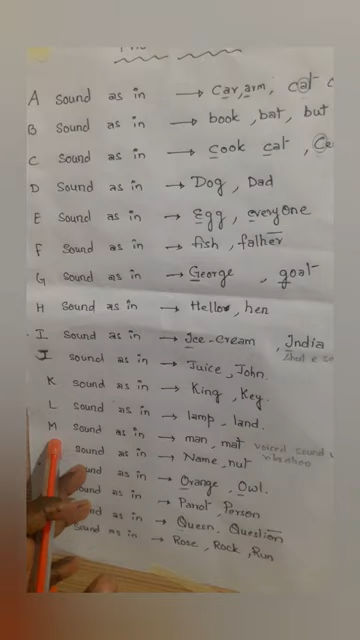 A Sound as in → Car, arm, cat
B Sound as in → book, bat, but
C Sound as in → Cook cat,
D Sound as in → Dog, Dad
E Sound as in → Egg, everyone
F Sound as in → fish, father
G Sound as in → George, goat
H Sound as in → Hello, hen
I Sound as in → Ice-Cream, India
J sound as in → Juice, John.
K Sound as in → King, Key.
L Sound as in → lamp, land.
M Sound as in → man, mat voiced sound
sound as in → Name, nut
as in → Orange, Owl.
sound as in → Parrot, Person
sound as in → Queen, Question
sound as in → Rose, Rock, Run